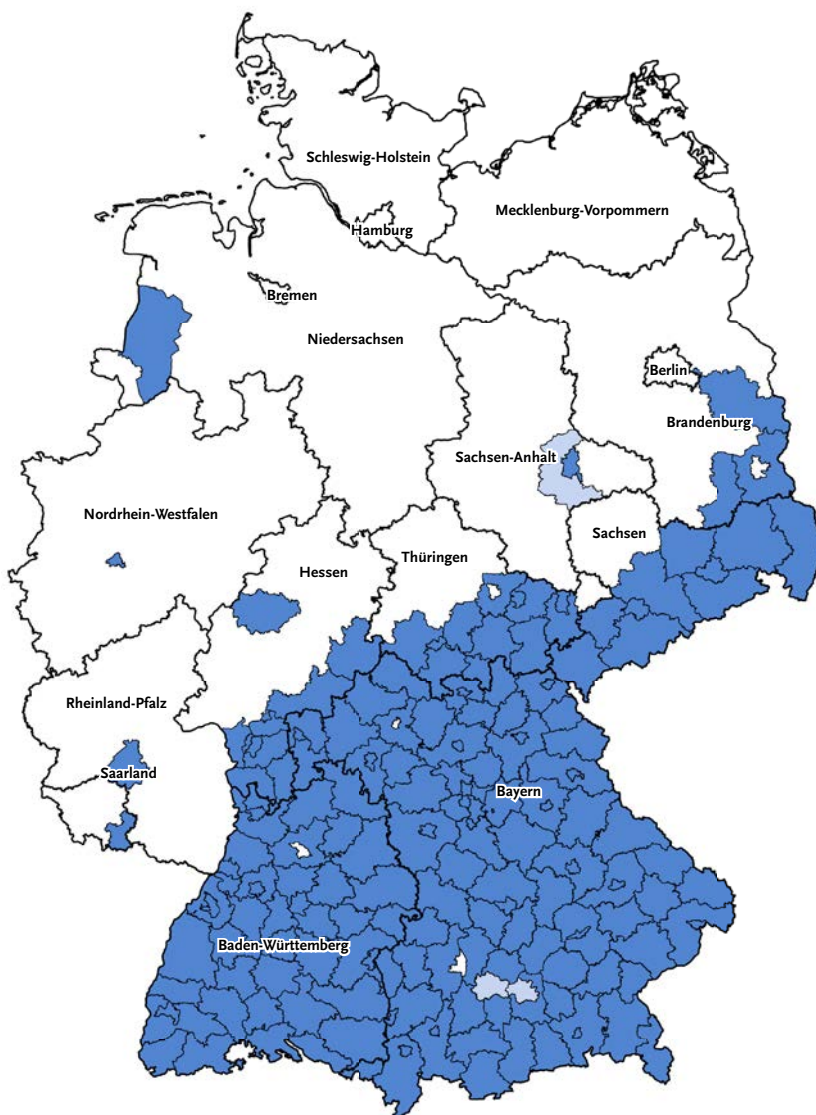 Schleswig-Holstein
Mecklenburg-Vorpommern
Hamburg
Bremen
Niedersachsen
Berlin
Brandenburg
Sachsen-Anhalt
Nordrhein-Westfalen
Sachsen
Thüringen
Hessen
Rheinland-Pfalz
Saarland
Bayern
Baden-Württemberg